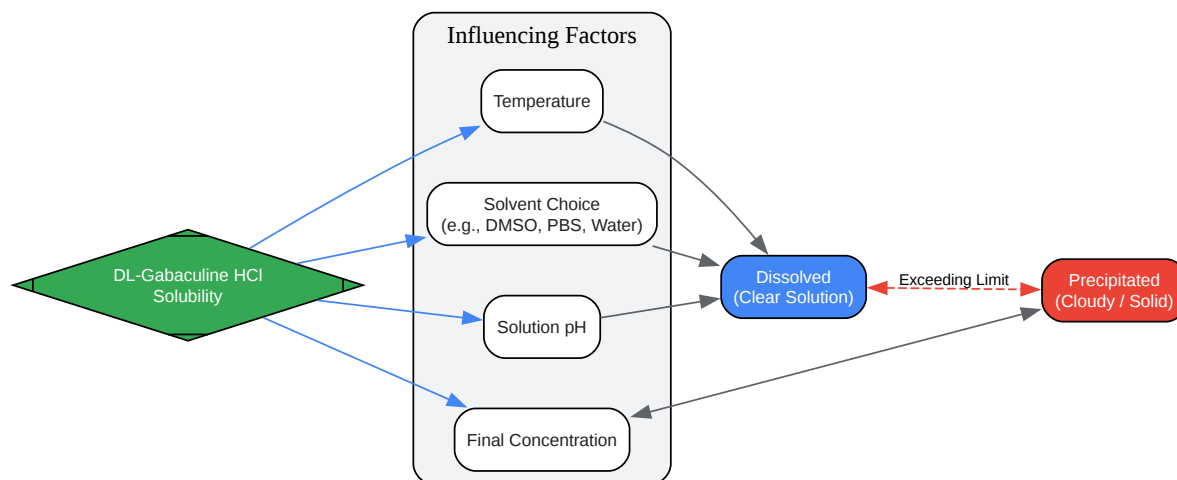 Influencing Factors
Temperature
Solvent Choice
(e.g., DMSO, PBS, Water)
DL-Gabaculine HCl
Solubility
Dissolved
(Clear Solution)
Exceeding Limit
Precipitated
(Cloudy / Solid)
Solution pH
Final Concentration